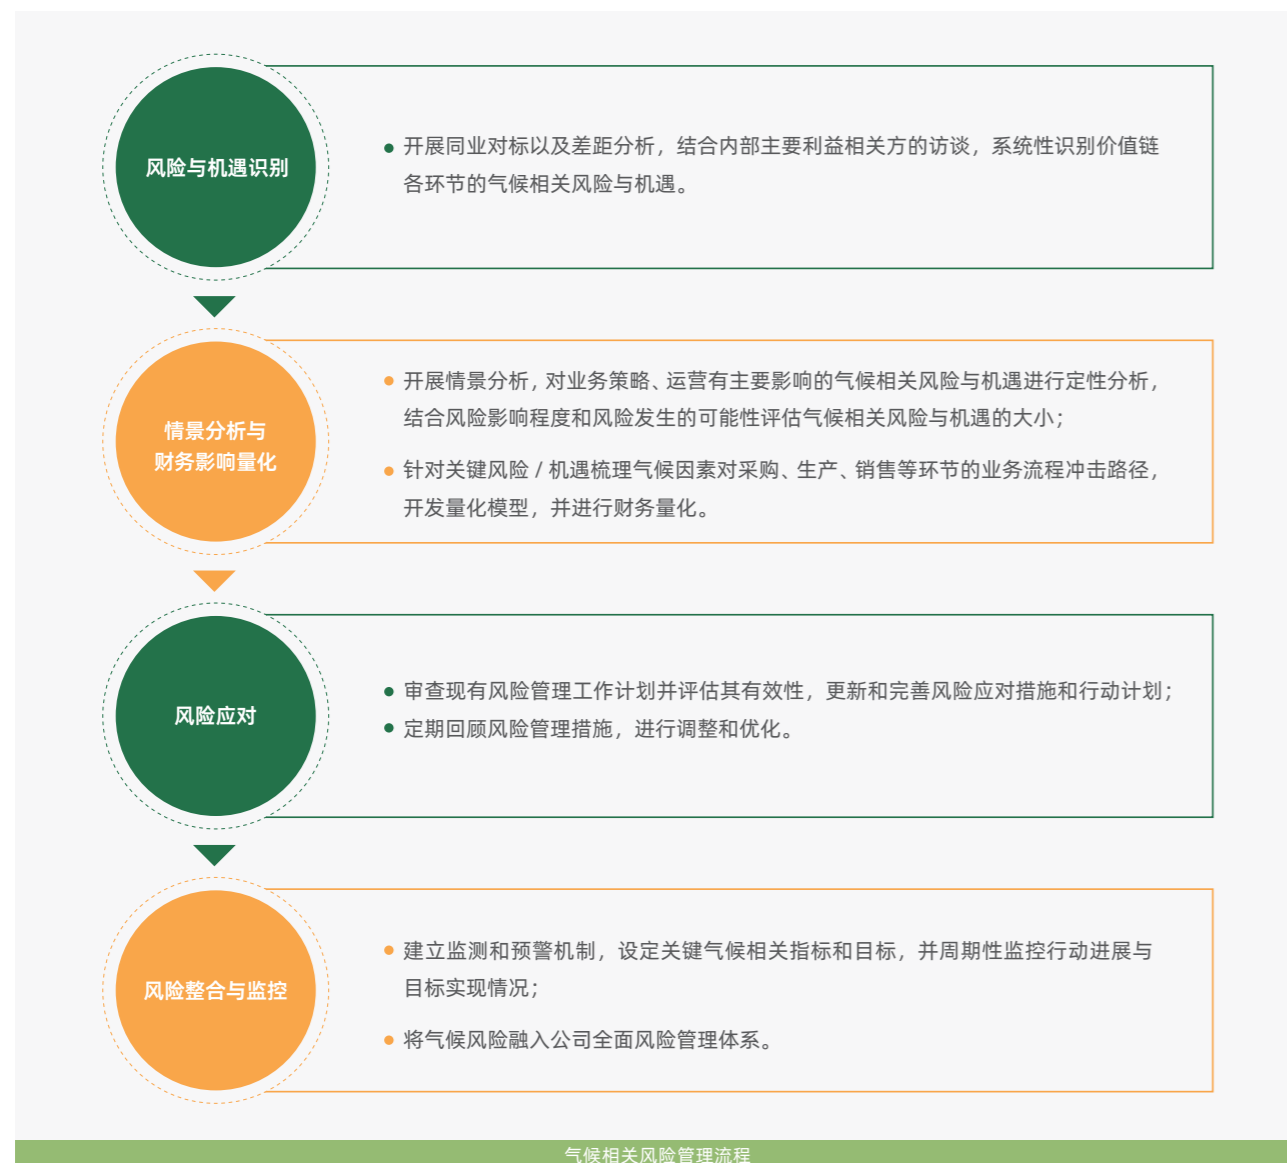 风险与机遇识别
● 开展同业对标以及差距分析，结合内部主要利益相关方的访谈，系统性识别价值链
各环节的气候相关风险与机遇。
情景分析与
财务影响量化
● 开展情景分析，对业务策略、运营有主要影响的气候相关风险与机遇进行定性分析，
结合风险影响程度和风险发生的可能性评估气候相关风险与机遇的大小；
● 针对关键风险 / 机遇梳理气候因素对采购、生产、销售等环节的业务流程冲击路径，
开发量化模型，并进行财务量化。
风险应对
● 审查现有风险管理工作计划并评估其有效性，更新和完善风险应对措施和行动计划；
● 定期回顾风险管理措施，进行调整和优化。
风险整合与监控
● 建立监测和预警机制，设定关键气候相关指标和目标，并周期性监控行动进展与
目标实现情况；
● 将气候风险融入公司全面风险管理体系。
气候相关风险管理流程